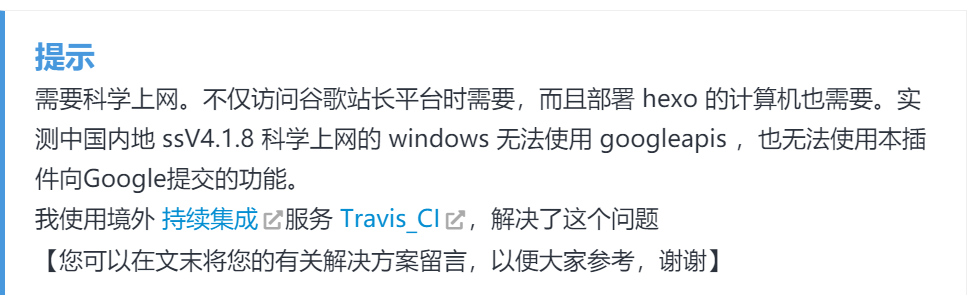 提示
需要科学上网。不仅访问谷歌站长平台时需要，而且部署 hexo 的计算机也需要。实
测中国内地 ssV4.1.8 科学上网的 windows 无法使用 googleapis ，也无法使用本插
件向Google提交的功能。
我使用境外 持续集成 服务 Travis_CI ，解决了这个问题
【您可以在文末将您的有关解决方案留言，以便大家参考，谢谢】